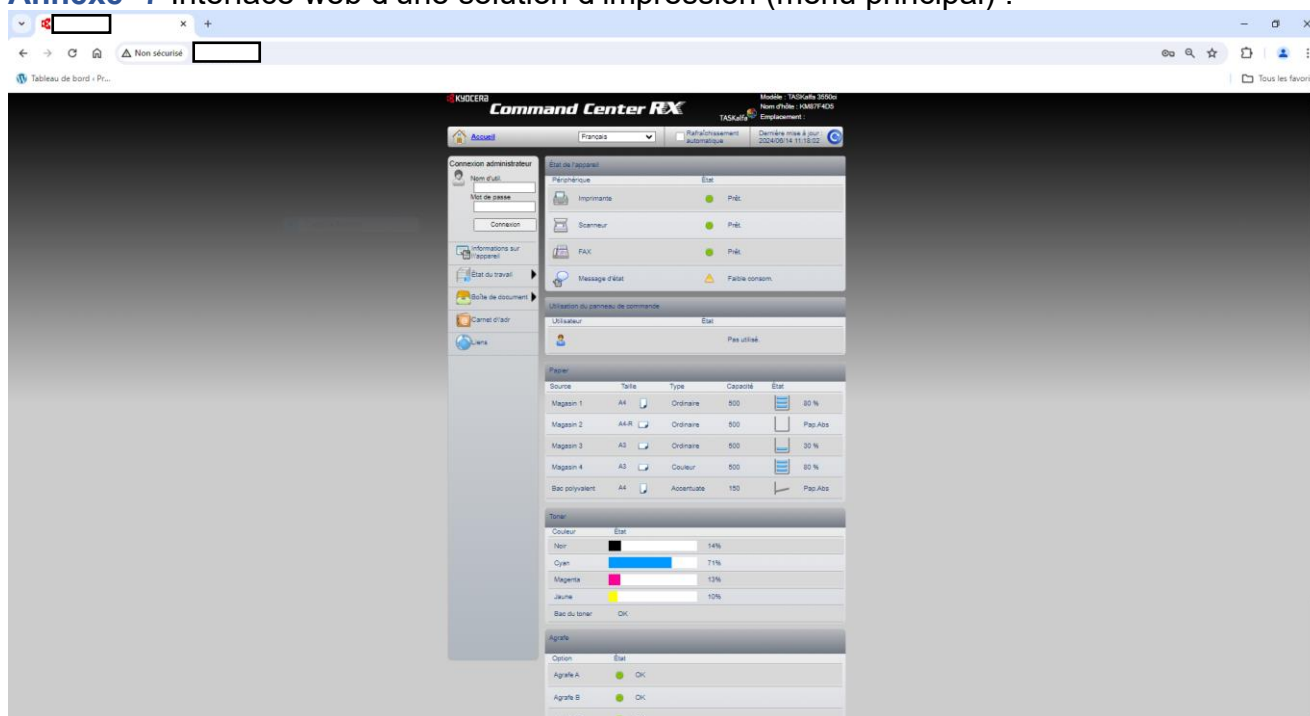 Annexe 7 Interface web d'une solution d'impression (menu principal) :
Non sécurisé
Tableau de bord ‹ Pr...
Tous les favori
KYOCERA
Command Center RX
TASKalfa
Modèle : TASKalfa 3550ci
Nom d'hôte : KM87F4D5
Emplacement :
Accueil
Français
Rafraîchissement automatique
Dernière mise à jour :
2024/06/14 11:18:02
Connexion administrateur
Nom d'util.
Mot de passe
Connexion
Informations sur l'appareil
État du travail
Boîte de document
Carnet d'adr
Liens
État de l'appareil
Périphérique État
Imprimante Prêt.
Scanneur Prêt.
FAX Prêt.
Message d'état Faible consom.
Utilisation du panneau de commande
Utilisateur État
Pas utilisé.
Papier
Source Taille Type Capacité État
Magasin 1 A4 Ordinaire 500 80 %
Magasin 2 A4-R Ordinaire 500 Pap.Abs
Magasin 3 A3 Ordinaire 500 30 %
Magasin 4 A3 Couleur 500 80 %
Bac polyvalent A4 Accentuate 150 Pap.Abs
Toner
Couleur État
Noir 14%
Cyan 71%
Magenta 13%
Jaune 10%
Bac du toner OK
Agrafe
Option État
Agrafe A OK
Agrafe B OK